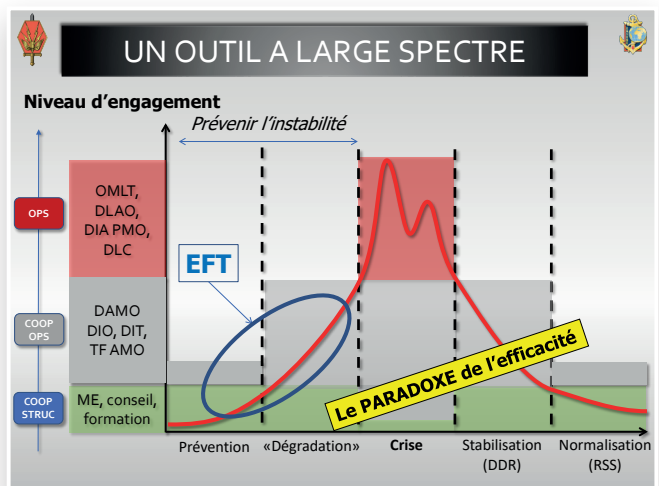 UN OUTIL A LARGE SPECTRE
Niveau d’engagement
Prévenir l’instabilité
OPS
OMLT,
DLAO,
DIA PMO,
DLC
EFT
COOP
OPS
DAMO
DIO, DIT,
TF AMO
Le PARADOXE de l’efficacité
COOP
STRUC
ME, conseil,
formation
Prévention
«Dégradation»
Crise
Stabilisation
(DDR)
Normalisation
(RSS)